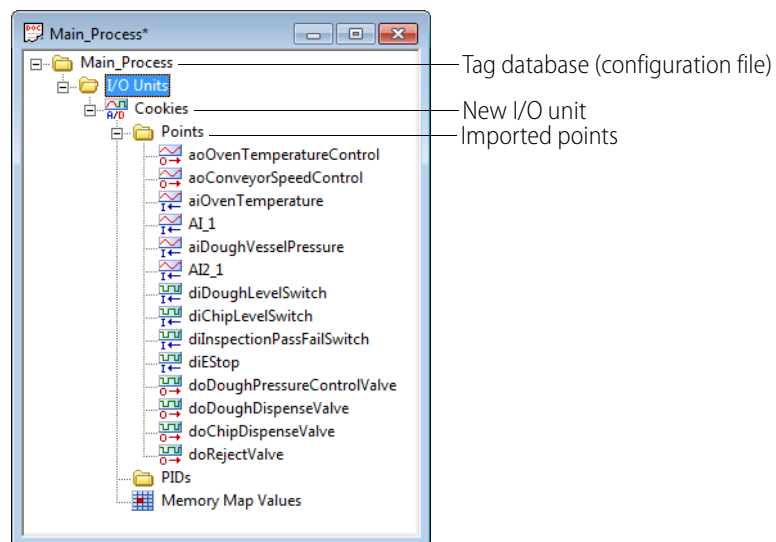 Main_Process*
Main_Process
Tag database (configuration file)
I/O Units
Cookies
New I/O unit
Points
Imported points
aoOvenTemperatureControl
aoConveyorSpeedControl
aiOvenTemperature
AI_1
aiDoughVesselPressure
AI2_1
diDoughLevelSwitch
diChipLevelSwitch
diInspectionPassFailSwitch
diEStop
doDoughPressureControlValve
doDoughDispenseValve
doChipDispenseValve
doRejectValve
PIDs
Memory Map Values